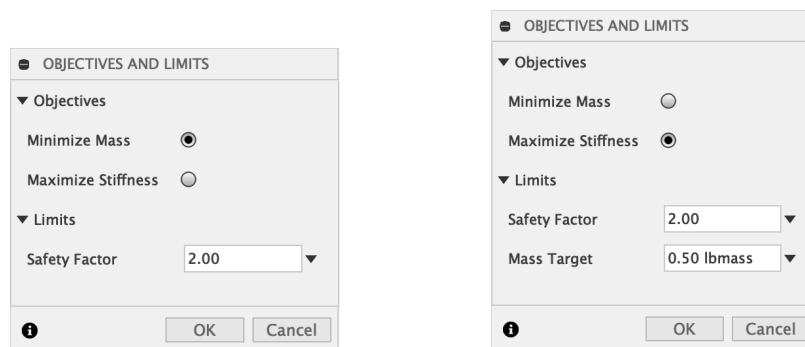 OBJECTIVES AND LIMITS
Objectives
Minimize Mass
Maximize Stiffness
Limits
Safety Factor 2.00
OK Cancel
OBJECTIVES AND LIMITS
Objectives
Minimize Mass
Maximize Stiffness
Limits
Safety Factor 2.00
Mass Target 0.50 lbmass
OK Cancel